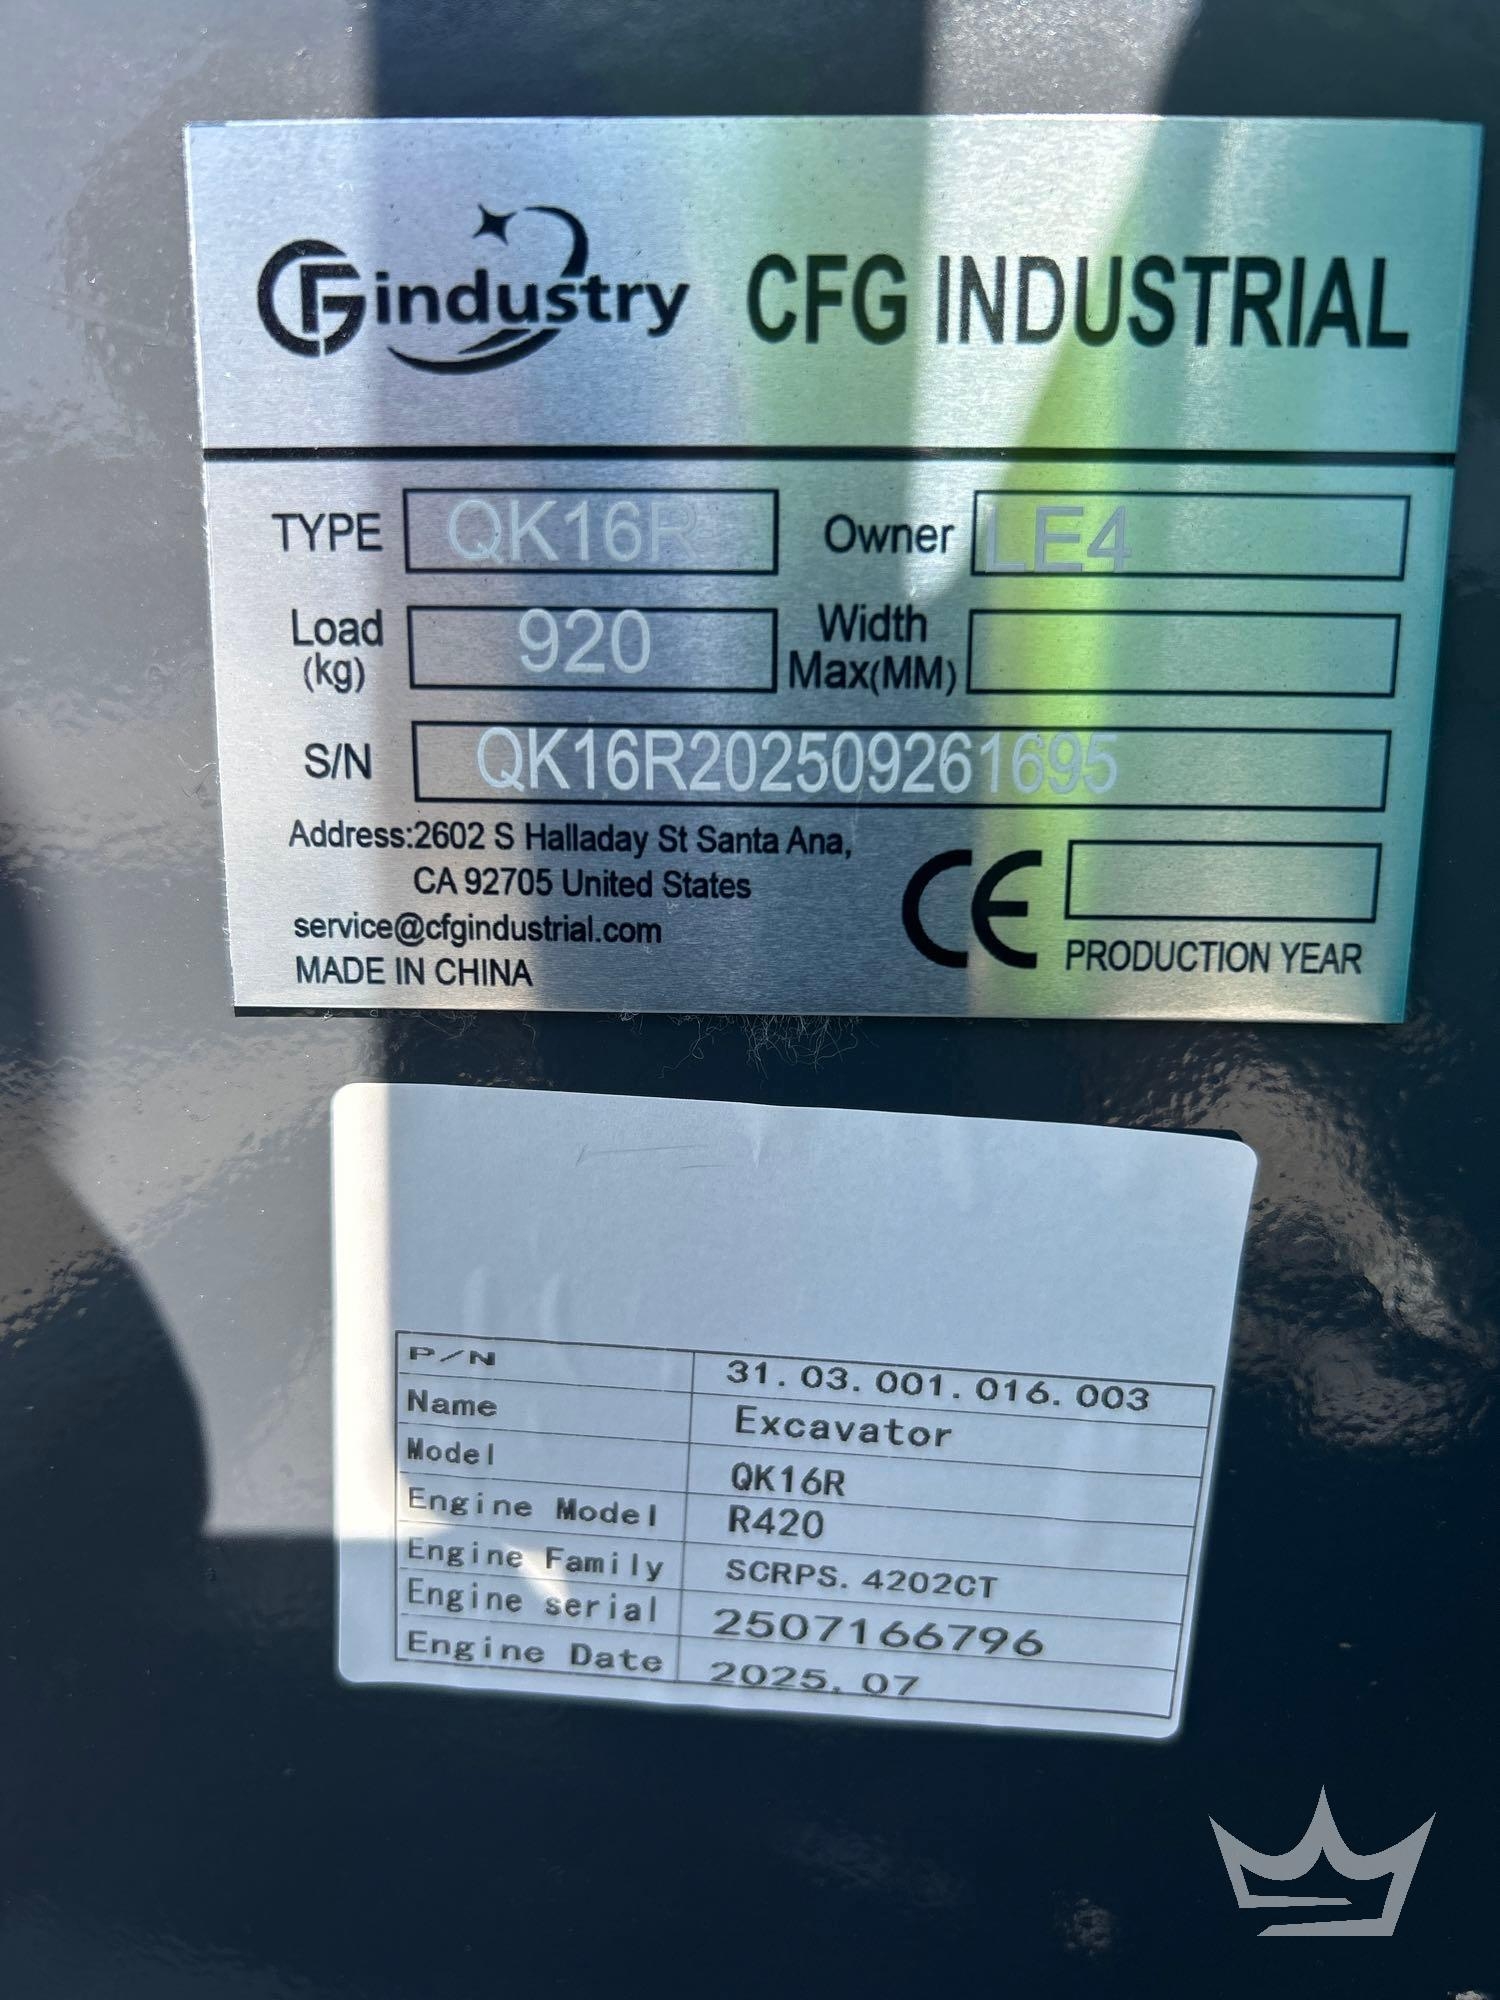 CFG industry CFG INDUSTRIAL
TYPE QK16R Owner LE4
Load (kg) 920 Width Max(MM)
S/N QK16R202509261695
Address:2602 S Halladay St Santa Ana,
CA 92705 United States
service@cfgindustrial.com
MADE IN CHINA
CE PRODUCTION YEAR
P/N 31.03.001.016.003
Name Excavator
Model QK16R
Engine Model R420
Engine Family SCRPS.4202CT
Engine serial 2507166796
Engine Date 2025.07